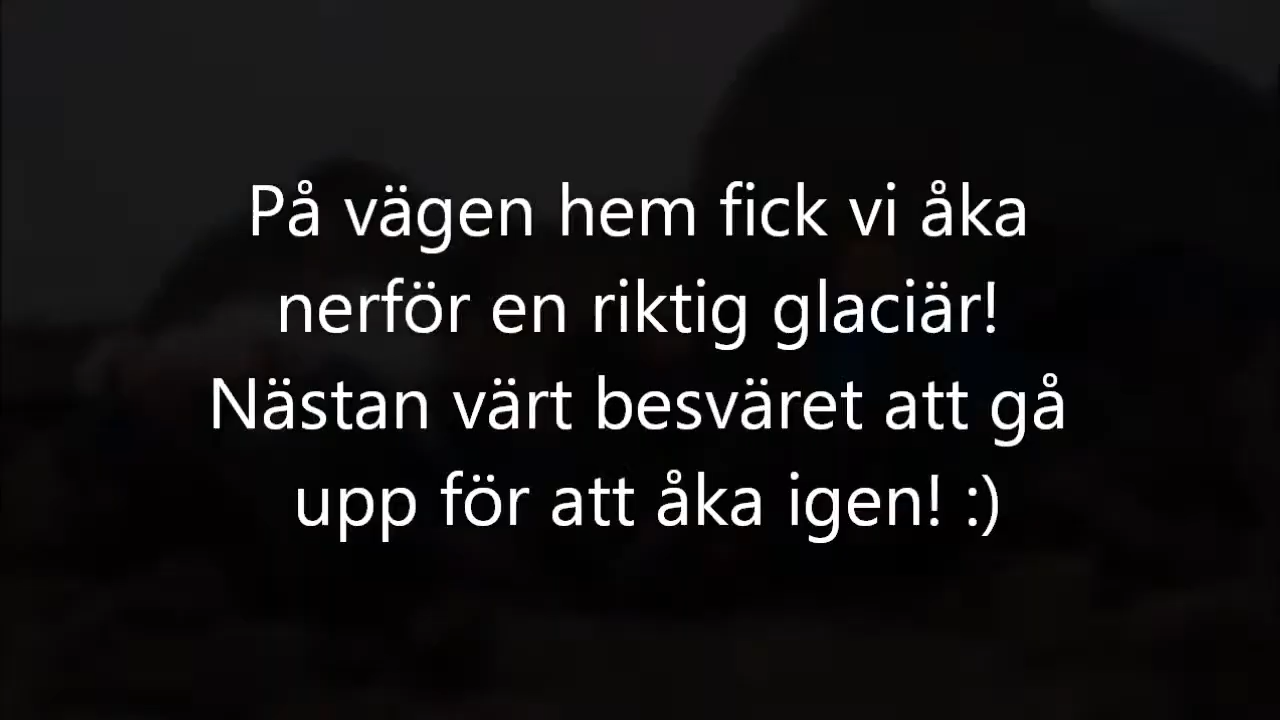 På vägen hem fick vi åka
nerför en riktig glaciär!
Nästan värt besväret att gå
upp för att åka igen! :)